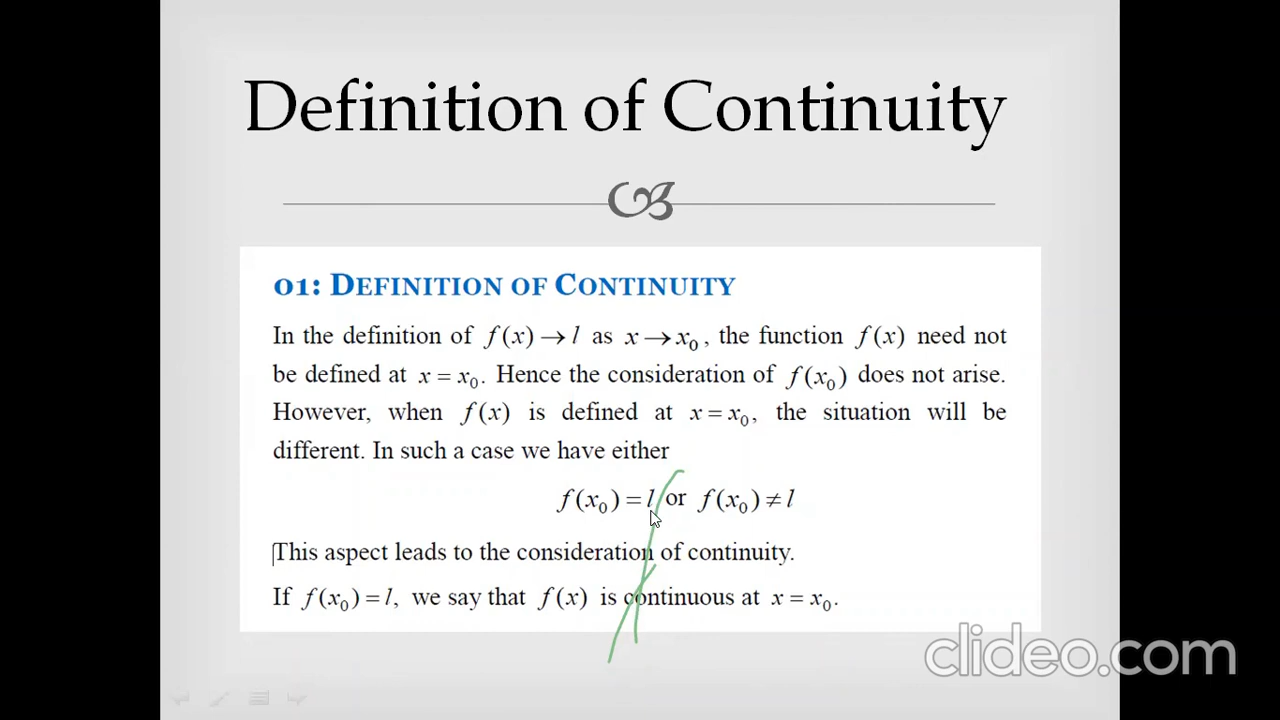 Definition of Continuity
01: DEFINITION OF CONTINUITY
In the definition of f(x)→l as x→x₀, the function f(x) need not
be defined at x=x₀. Hence the consideration of f(x₀) does not arise.
However, when f(x) is defined at x=x₀, the situation will be
different. In such a case we have either
f(x₀)=l or f(x₀)≠l
This aspect leads to the consideration of continuity.
If f(x₀)=l, we say that f(x) is continuous at x=x₀.
clideo.com